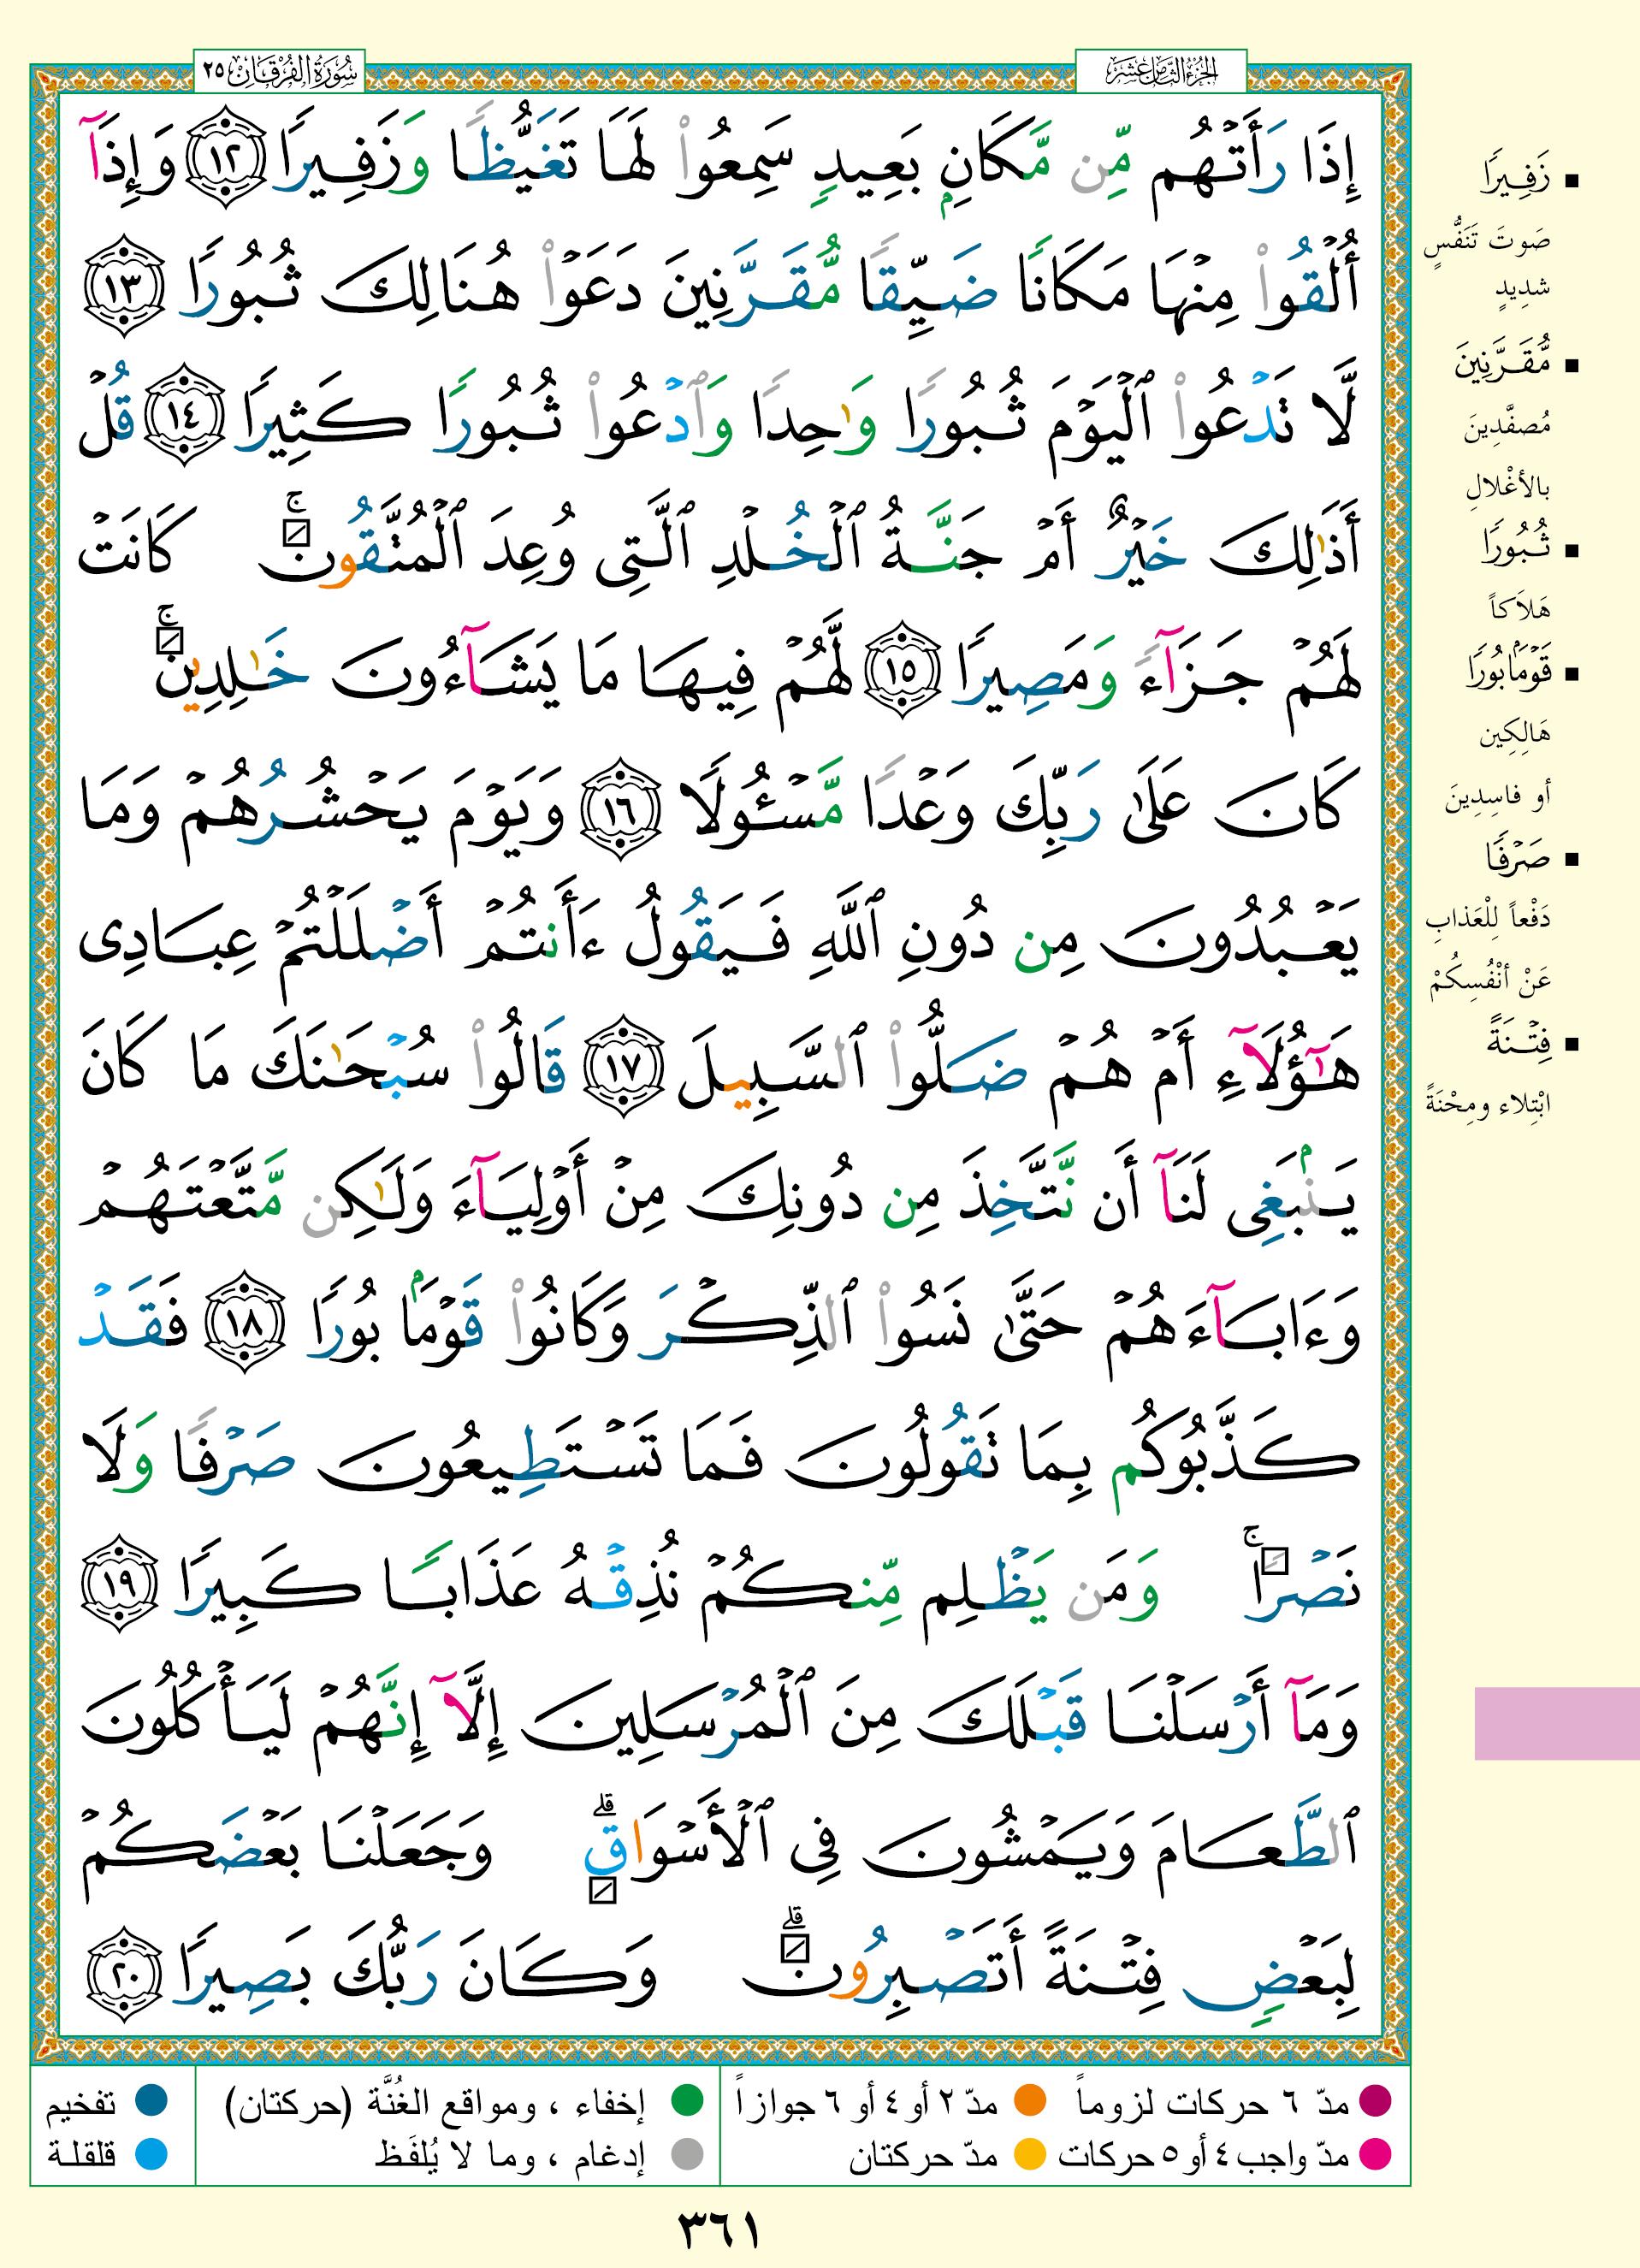 الجزء الثامن عشر
سورة الفرقان ٢٥
إِذَا رَأَتْهُم مِّن مَّكَانٍۭ بَعِيدٍ سَمِعُوا۟ لَهَا تَغَيُّظًا وَزَفِيرًا ١٢ وَإِذَآ
أُلْقُوا۟ مِنْهَا مَكَانًا ضَيِّقًا مُّقَرَّنِينَ دَعَوْا۟ هُنَالِكَ ثُبُورًا ١٣
لَّا تَدْعُوا۟ ٱلْيَوْمَ ثُبُورًا وَٰحِدًا وَٱدْعُوا۟ ثُبُورًا كَثِيرًا ١٤ قُلْ
أَذَٰلِكَ خَيْرٌ أَمْ جَنَّةُ ٱلْخُلْدِ ٱلَّتِى وُعِدَ ٱلْمُتَّقُونَ ۚ كَانَتْ
لَهُمْ جَزَآءً وَمَصِيرًا ١٥ لَّهُمْ فِيهَا مَا يَشَآءُونَ خَٰلِدِينَ ۚ
كَانَ عَلَىٰ رَبِّكَ وَعْدًا مَّسْـُٔولًا ١٦ وَيَوْمَ يَحْشُرُهُمْ وَمَا
يَعْبُدُونَ مِن دُونِ ٱللَّهِ فَيَقُولُ ءَأَنتُمْ أَضْلَلْتُمْ عِبَادِى
هَٰٓؤُلَآءِ أَمْ هُمْ ضَلُّوا۟ ٱلسَّبِيلَ ١٧ قَالُوا۟ سُبْحَٰنَكَ مَا كَانَ
يَنۢبَغِى لَنَآ أَن نَّتَّخِذَ مِن دُونِكَ مِنْ أَوْلِيَآءَ وَلَٰكِن مَّتَّعْتَهُمْ
وَءَابَآءَهُمْ حَتَّىٰ نَسُوا۟ ٱلذِّكْرَ وَكَانُوا۟ قَوْمًۢا بُورًا ١٨ فَقَدْ
كَذَّبُوكُم بِمَا تَقُولُونَ فَمَا تَسْتَطِيعُونَ صَرْفًا وَلَا
نَصْرًا ۚ وَمَن يَظْلِم مِّنكُمْ نُذِقْهُ عَذَابًا كَبِيرًا ١٩
وَمَآ أَرْسَلْنَا قَبْلَكَ مِنَ ٱلْمُرْسَلِينَ إِلَّآ إِنَّهُمْ لَيَأْكُلُونَ
ٱلطَّعَامَ وَيَمْشُونَ فِى ٱلْأَسْوَاقِ ۗ وَجَعَلْنَا بَعْضَكُمْ
لِبَعْضٍ فِتْنَةً أَتَصْبِرُونَ ۗ وَكَانَ رَبُّكَ بَصِيرًا ٢٠
▪ زَفِيرًا
صَوتَ تَنَفُّسٍ
شدِيدٍ
▪ مُّقَرَّنِينَ
مُصفَّدِينَ
بالأغْلالِ
▪ ثُبُورًا
هَلاَكاً
▪ قَوْمًۢا بُورًا
هَالِكِين
أو فاسِدِينَ
▪ صَرْفًا
دَفْعاً لِلْعَذابِ
عَنْ أنْفُسِكُمْ
▪ فِتْنَةً
ابْتِلاء ومِحْنَةً
مدّ ٦ حركات لزوماً مدّ ٢ أو ٤ أو ٦ جوازاً إخفاء ، ومواقع الغُنَّة (حركتان) تفخيم
مدّ واجب ٤ أو ٥ حركات مدّ حركتان إدغام ، وما لا يُلفَظ قلقلة
٣٦١